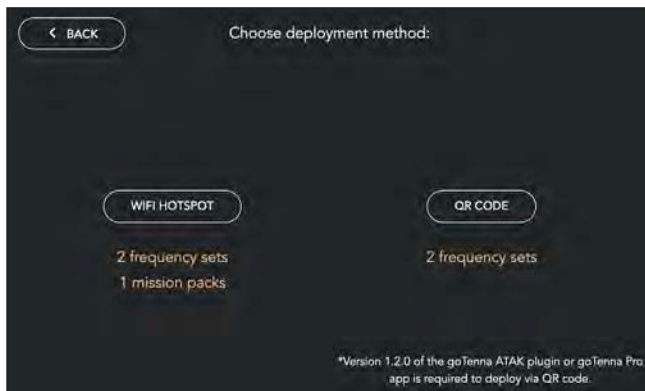 < BACK
Choose deployment method:
WIFI HOTSPOT
QR CODE
2 frequency sets
2 frequency sets
1 mission packs
*Version 1.2.0 of the goTenna ATAK plugin or goTenna Pro
app is required to deploy via QR code.